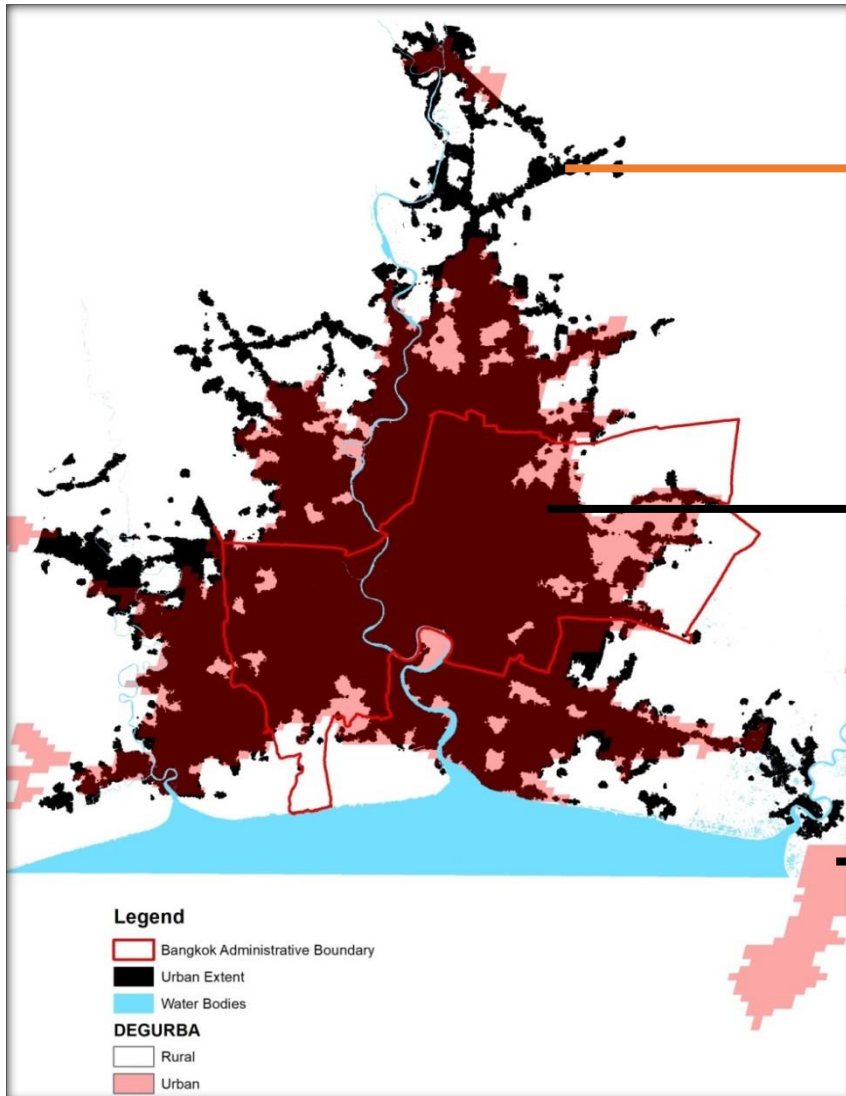 Legend
Bangkok Administrative Boundary
Urban Extent
Water Bodies
DEGURBA
Rural
Urban